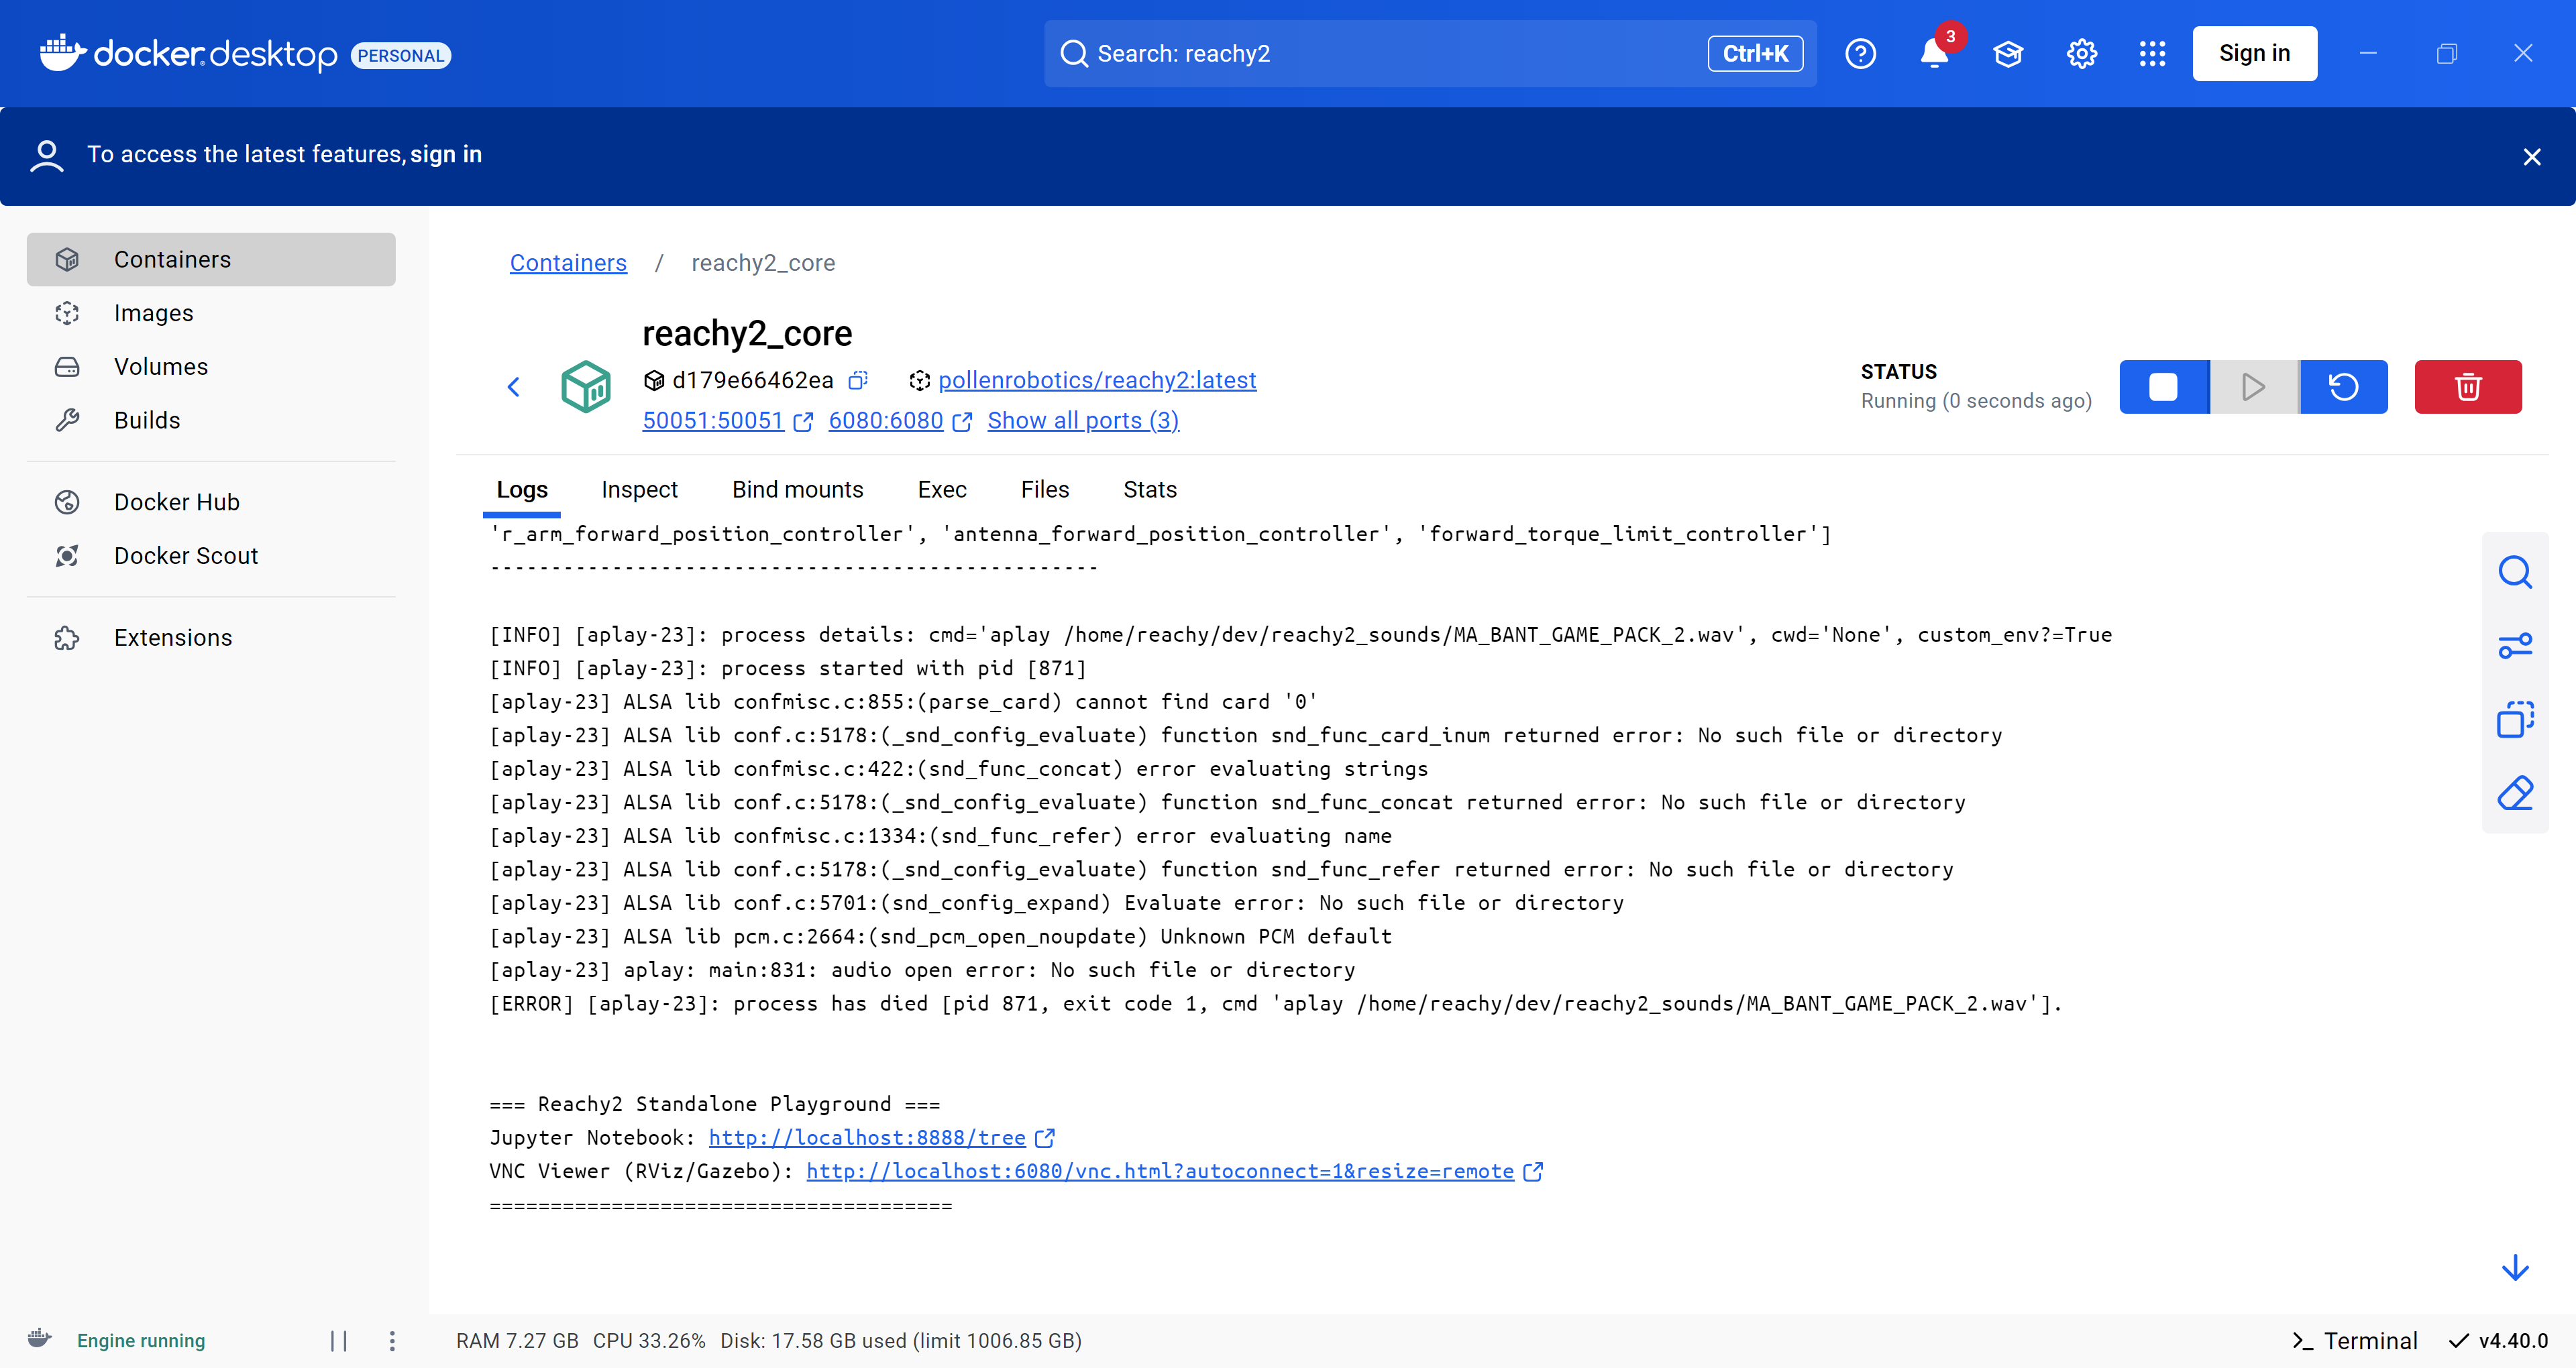 docker desktop PERSONAL
Search: reachy2 Ctrl+K
3
Sign in
To access the latest features, sign in
Containers
Images
Volumes
Builds
Docker Hub
Docker Scout
Extensions
Containers / reachy2_core
reachy2_core
d179e66462ea pollenrobotics/reachy2:latest
50051:50051 6080:6080 Show all ports (3)
STATUS
Running (0 seconds ago)
Logs Inspect Bind mounts Exec Files Stats
'r_arm_forward_position_controller', 'antenna_forward_position_controller', 'forward_torque_limit_controller']
--------------------------------------------------
[INFO] [aplay-23]: process details: cmd='aplay /home/reachy/dev/reachy2_sounds/MA_BANT_GAME_PACK_2.wav', cwd='None', custom_env?=True
[INFO] [aplay-23]: process started with pid [871]
[aplay-23] ALSA lib confmisc.c:855:(parse_card) cannot find card '0'
[aplay-23] ALSA lib conf.c:5178:(_snd_config_evaluate) function snd_func_card_inum returned error: No such file or directory
[aplay-23] ALSA lib confmisc.c:422:(snd_func_concat) error evaluating strings
[aplay-23] ALSA lib conf.c:5178:(_snd_config_evaluate) function snd_func_concat returned error: No such file or directory
[aplay-23] ALSA lib confmisc.c:1334:(snd_func_refer) error evaluating name
[aplay-23] ALSA lib conf.c:5178:(_snd_config_evaluate) function snd_func_refer returned error: No such file or directory
[aplay-23] ALSA lib conf.c:5701:(snd_config_expand) Evaluate error: No such file or directory
[aplay-23] ALSA lib pcm.c:2664:(snd_pcm_open_noupdate) Unknown PCM default
[aplay-23] aplay: main:831: audio open error: No such file or directory
[ERROR] [aplay-23]: process has died [pid 871, exit code 1, cmd 'aplay /home/reachy/dev/reachy2_sounds/MA_BANT_GAME_PACK_2.wav'].
=== Reachy2 Standalone Playground ===
Jupyter Notebook: http://localhost:8888/tree
VNC Viewer (RViz/Gazebo): http://localhost:6080/vnc.html?autoconnect=1&resize=remote
======================================
Engine running
RAM 7.27 GB CPU 33.26% Disk: 17.58 GB used (limit 1006.85 GB)
>_ Terminal
v4.40.0